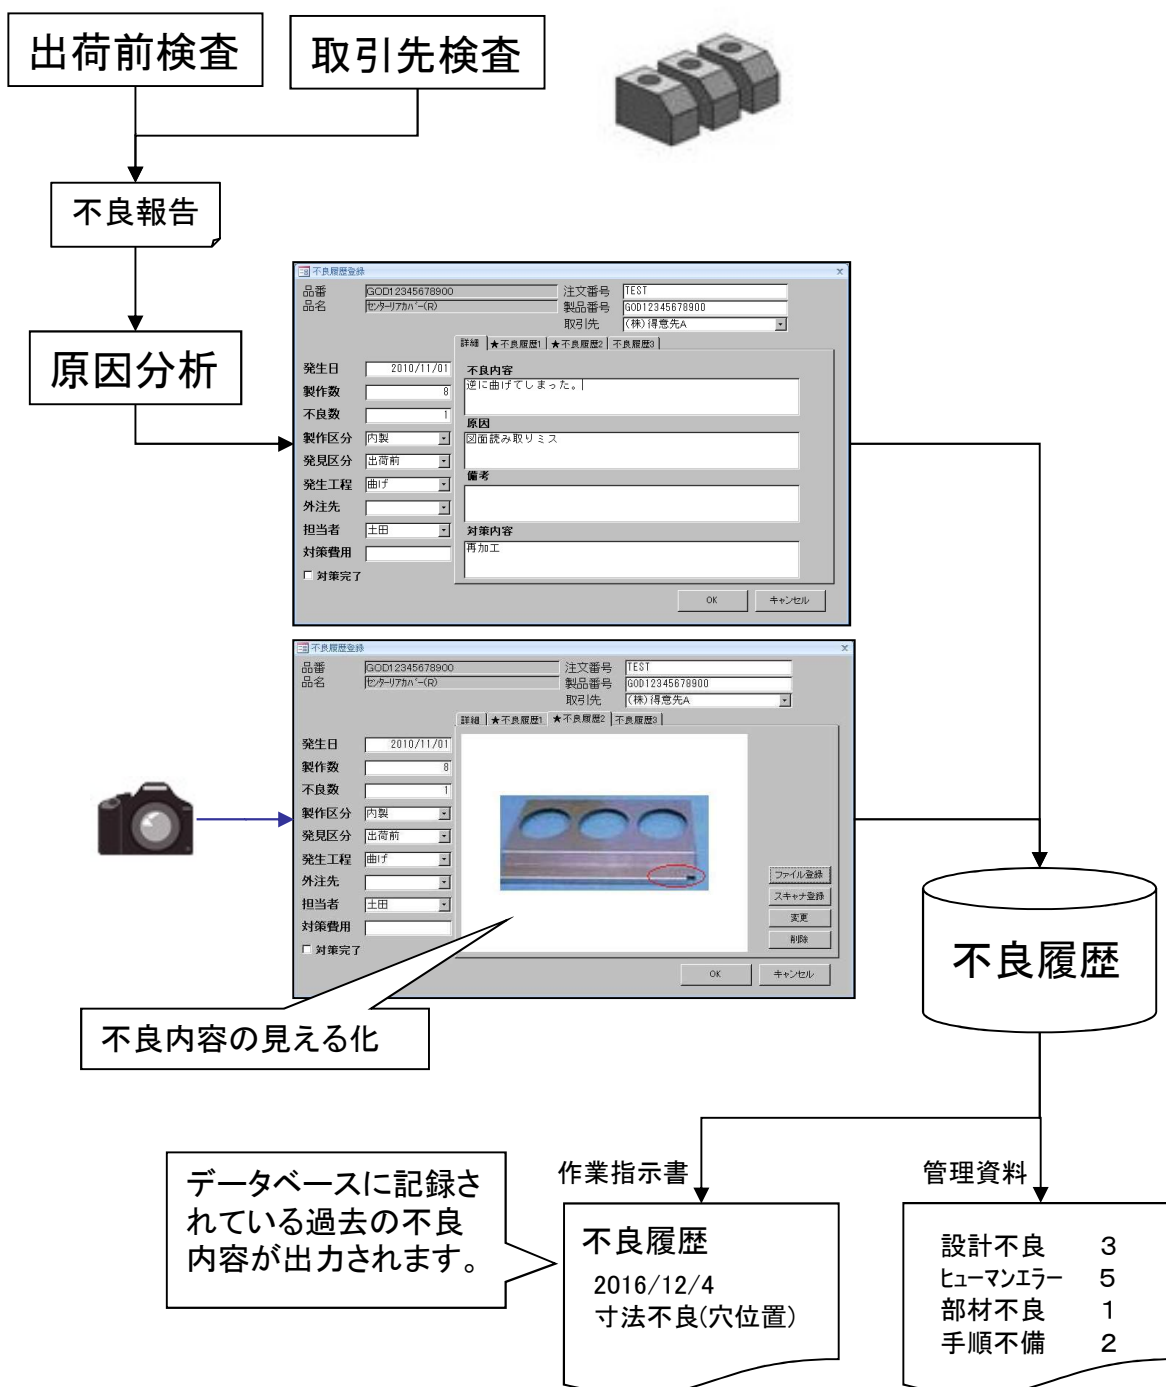 出荷前検査
取引先検査
不良報告
原因分析
不良履歴登録
品番 GOD12345678900 注文番号 TEST
品名 センターリアカバー(R) 製品番号 GOD12345678900
取引先 (株)得意先A
詳細 ★不良履歴1 ★不良履歴2 不良履歴3
発生日 2010/11/01
製作数 8
不良数 1
製作区分 内製
発見区分 出荷前
発生工程 曲げ
外注先
担当者 土田
対策費用
対策完了
不良内容
逆に曲げてしまった。
原因
図面読み取りミス
備考
対策内容
再加工
OK キャンセル
不良履歴登録
品番 GOD12345678900 注文番号 TEST
品名 センターリアカバー(R) 製品番号 GOD12345678900
取引先 (株)得意先A
詳細 ★不良履歴1 ★不良履歴2 不良履歴3
発生日 2010/11/01
製作数 8
不良数 1
製作区分 内製
発見区分 出荷前
発生工程 曲げ
外注先
担当者 土田
対策費用
対策完了
ファイル登録
スキャナ登録
変更
削除
OK キャンセル
不良内容の見える化
不良履歴
データベースに記録さ
れている過去の不良
内容が出力されます。
作業指示書
不良履歴
2016/12/4
寸法不良(穴位置)
管理資料
設計不良 3
ヒューマンエラー 5
部材不良 1
手順不備 2